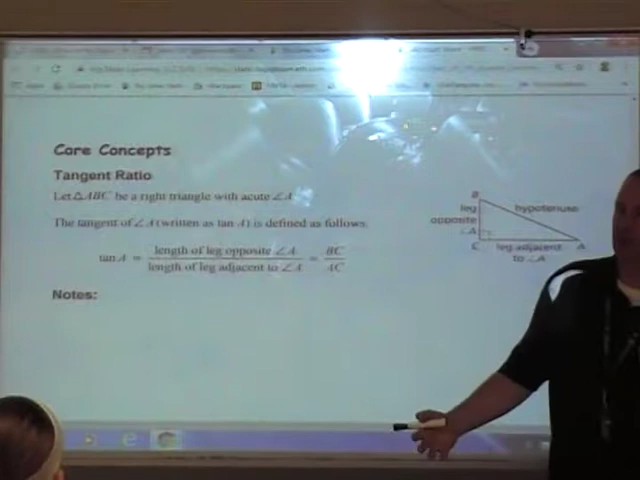 Core Concepts
Tangent Ratio
Let △ABC be a right triangle with acute ∠A
The tangent of ∠A (written as tan A) is defined as follows:
tan A = length of leg opposite ∠A / length of leg adjacent to ∠A = BC / AC
Notes:
B
leg
opposite
∠A
hypotenuse
C
leg adjacent
to ∠A
A